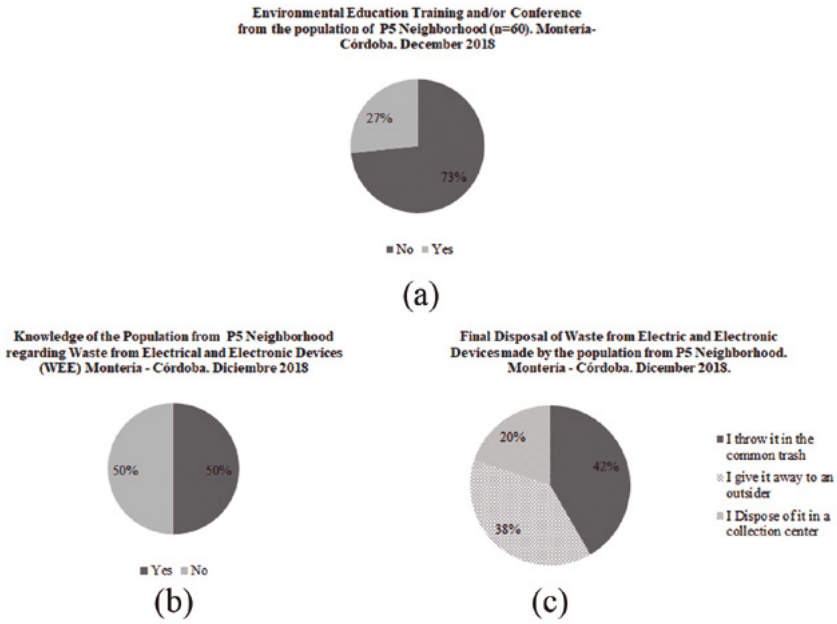 Environmental Education Training and/or Conference
from the population of P5 Neighborhood (n=60). Montería-
Córdoba. December 2018
27%
73%
No Yes
(a)
Knowledge of the Population from P5 Neighborhood
regarding Waste from Electrical and Electronic Devices
(WEE) Montería - Córdoba. Diciembre 2018
50%
50%
Yes No
(b)
Final Disposal of Waste from Electric and Electronic
Devices made by the population from P5 Neighborhood.
Montería - Córdoba. Dicember 2018.
20%
42%
38%
I throw it in the
common trash
I give it away to an
outsider
I Dispose of it in a
collection center
(c)